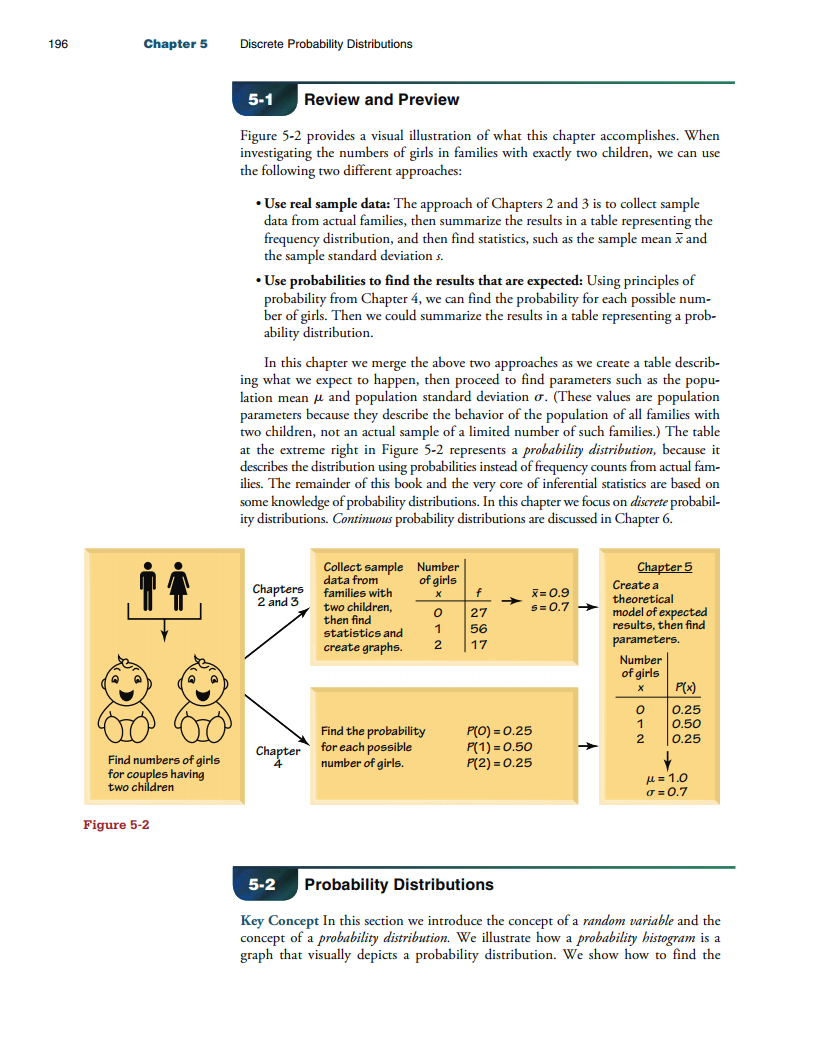 196 Chapter 5 Discrete Probability Distributions
5-1 Review and Preview
Figure 5-2 provides a visual illustration of what this chapter accomplishes. When
investigating the numbers of girls in families with exactly two children, we can use
the following two different approaches:
• Use real sample data: The approach of Chapters 2 and 3 is to collect sample
data from actual families, then summarize the results in a table representing the
frequency distribution, and then find statistics, such as the sample mean x̅ and
the sample standard deviation s.
• Use probabilities to find the results that are expected: Using principles of
probability from Chapter 4, we can find the probability for each possible num-
ber of girls. Then we could summarize the results in a table representing a prob-
ability distribution.
In this chapter we merge the above two approaches as we create a table describ-
ing what we expect to happen, then proceed to find parameters such as the popu-
lation mean μ and population standard deviation σ. (These values are population
parameters because they describe the behavior of the population of all families with
two children, not an actual sample of a limited number of such families.) The table
at the extreme right in Figure 5-2 represents a probability distribution, because it
describes the distribution using probabilities instead of frequency counts from actual fam-
ilies. The remainder of this book and the very core of inferential statistics are based on
some knowledge of probability distributions. In this chapter we focus on discrete probabil-
ity distributions. Continuous probability distributions are discussed in Chapter 6.
Find numbers of girls
for couples having
two children
Chapters
2 and 3
Collect sample
data from
families with
two children,
then find
statistics and
create graphs.
Number
of girls
x f
0 27
1 56
2 17
x̅ = 0.9
s = 0.7
Chapter
4
Find the probability
for each possible
number of girls.
P(0) = 0.25
P(1) = 0.50
P(2) = 0.25
Chapter 5
Create a
theoretical
model of expected
results, then find
parameters.
Number
of girls
x P(x)
0 0.25
1 0.50
2 0.25
μ = 1.0
σ = 0.7
Figure 5-2
5-2 Probability Distributions
Key Concept In this section we introduce the concept of a random variable and the
concept of a probability distribution. We illustrate how a probability histogram is a
graph that visually depicts a probability distribution. We show how to find the